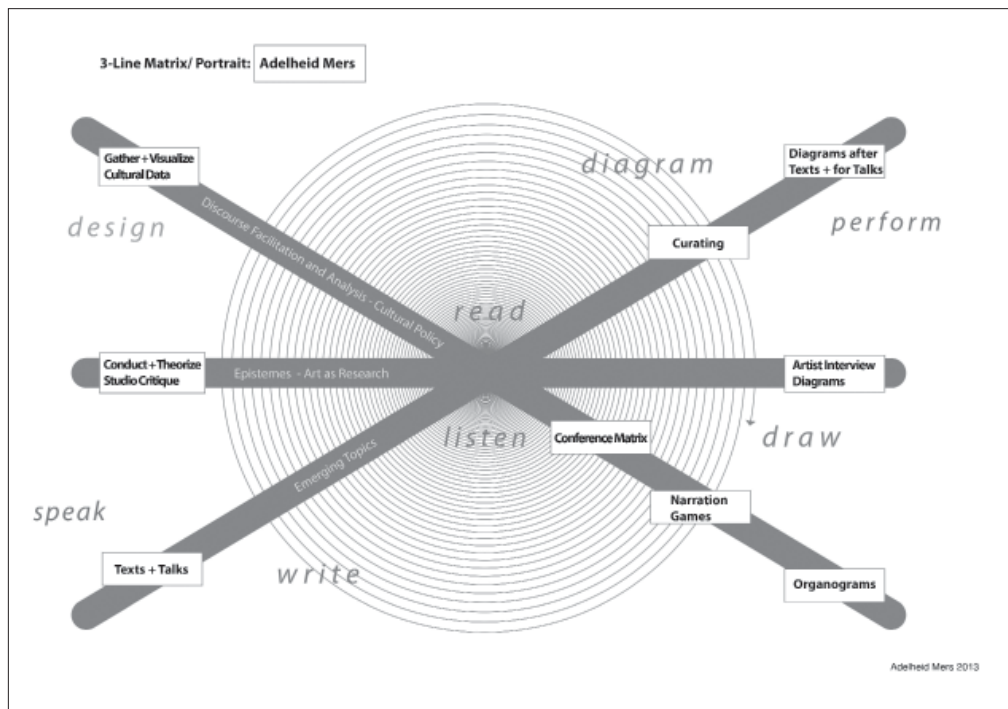 3-Line Matrix/ Portrait: Adelheid Mers
diagram
Gather + Visualize
Cultural Data
Diagrams after
Texts + for Talks
design
perform
Discourse Facilitation and Analysis - Cultural Policy
Curating
read
Conduct + Theorize
Studio Critique
Epistemes - Art as Research
Artist Interview
Diagrams
listen
Conference Matrix
draw
Emerging Topics
speak
Narration
Games
Texts + Talks
write
Organograms
Adelheid Mers 2013